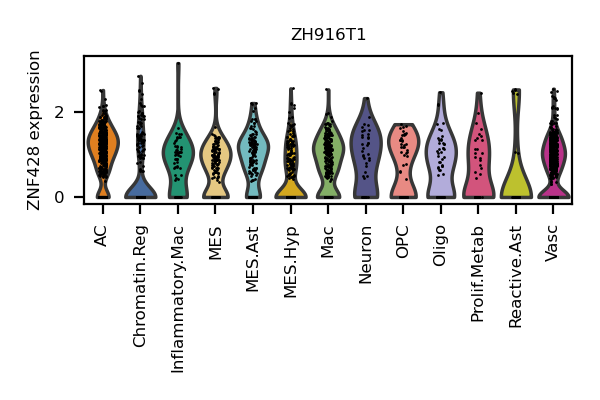 ZH916T1
ZNF428 expression
2
0
AC
Chromatin.Reg
Inflammatory.Mac
MES
MES.Ast
MES.Hyp
Mac
Neuron
OPC
Oligo
Prolif.Metab
Reactive.Ast
Vasc